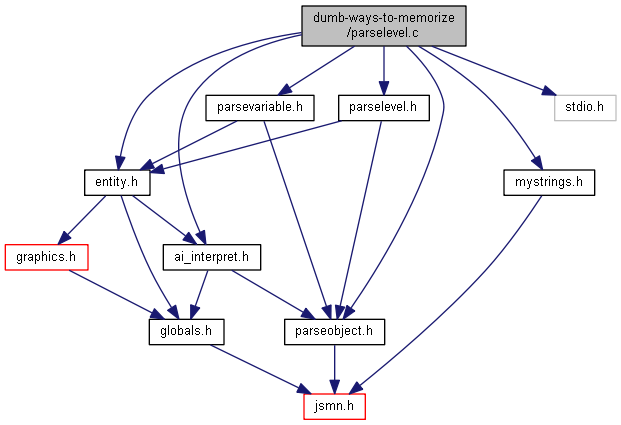 dumb-ways-to-memorize
/parselevel.c
parsevariable.h
parselevel.h
stdio.h
entity.h
mystrings.h
graphics.h
ai_interpret.h
globals.h
parseobject.h
jsmn.h